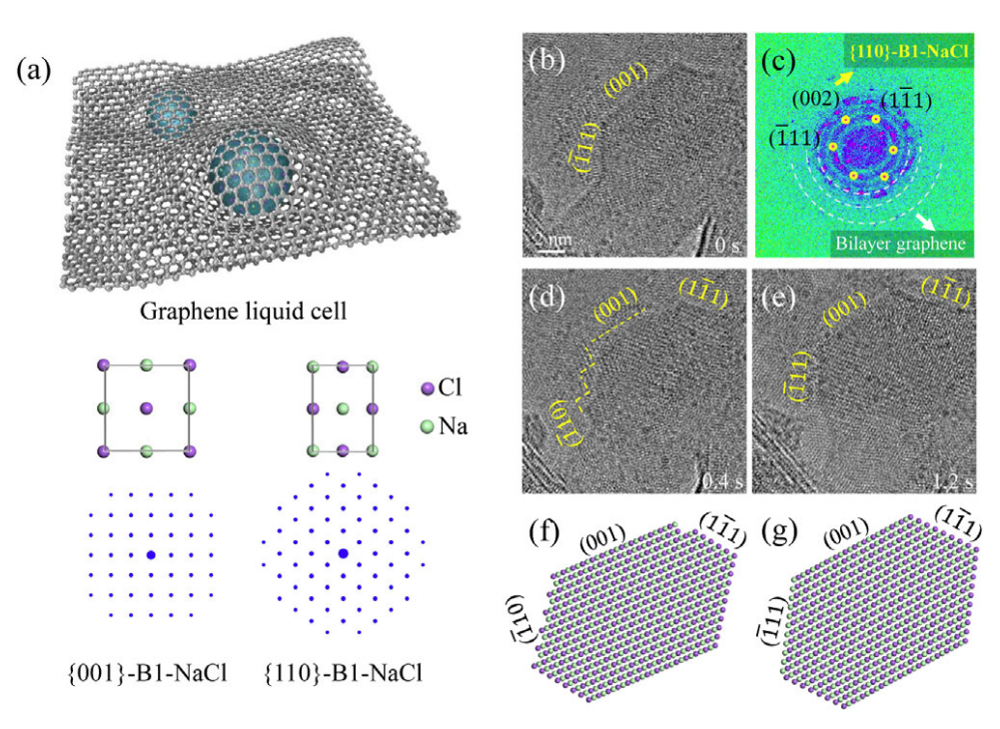 (a)
Graphene liquid cell
Cl
Na
{001}-B1-NaCl
{110}-B1-NaCl
(b)
(001)
(1̅11)
2 nm
0 s
(c)
{110}-B1-NaCl
(002)
(11̅1)
(1̅11)
Bilayer graphene
(d)
(001)
(11̅1)
(1̅10)
0.4 s
(e)
(001)
(11̅1)
(1̅11)
1.2 s
(f)
(001)
(11̅1)
(1̅10)
(g)
(001)
(11̅1)
(1̅11)